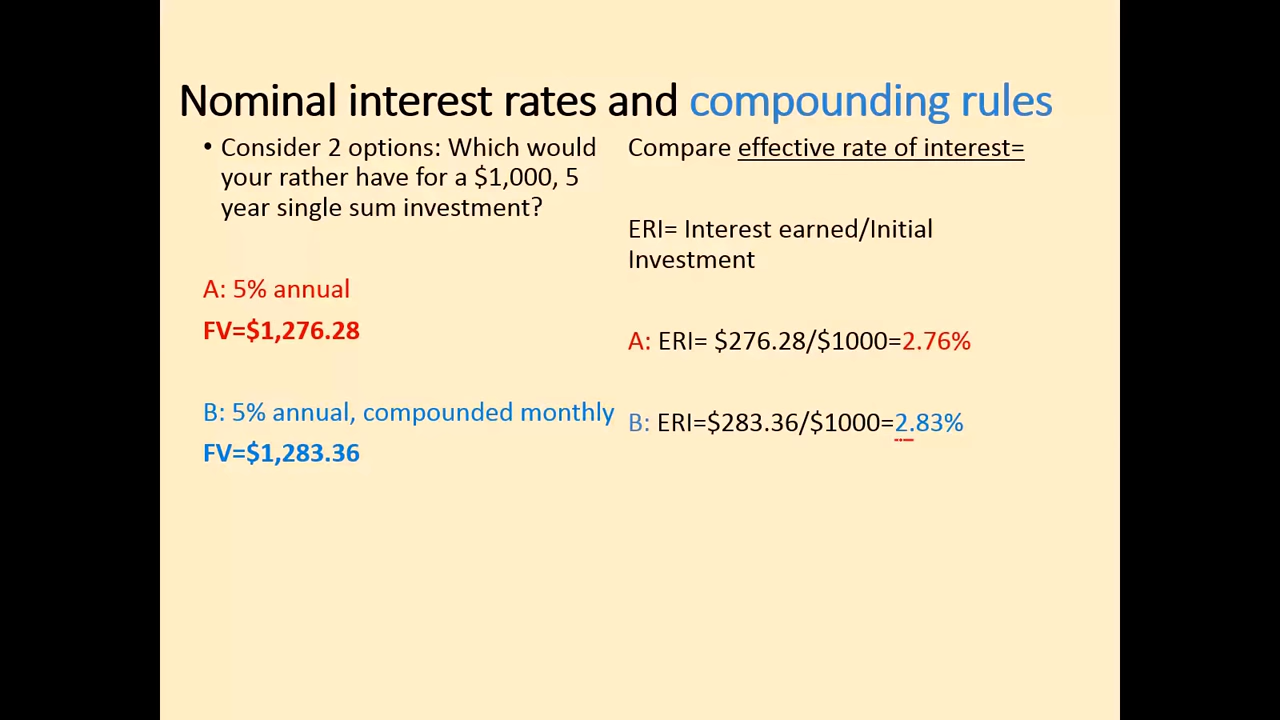 Nominal interest rates and compounding rules
• Consider 2 options: Which would
your rather have for a $1,000, 5
year single sum investment?
A: 5% annual
FV=$1,276.28
B: 5% annual, compounded monthly
FV=$1,283.36
Compare effective rate of interest=
ERI= Interest earned/Initial
Investment
A: ERI= $276.28/$1000=2.76%
B: ERI=$283.36/$1000=2.83%